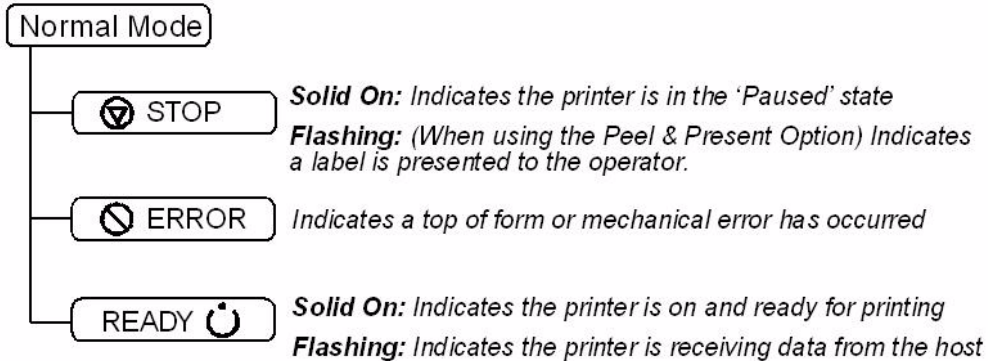 Normal Mode
STOP
Solid On: Indicates the printer is in the ‘Paused’ state
Flashing: (When using the Peel & Present Option) Indicates
a label is presented to the operator.
ERROR
Indicates a top of form or mechanical error has occurred
READY
Solid On: Indicates the printer is on and ready for printing
Flashing: Indicates the printer is receiving data from the host